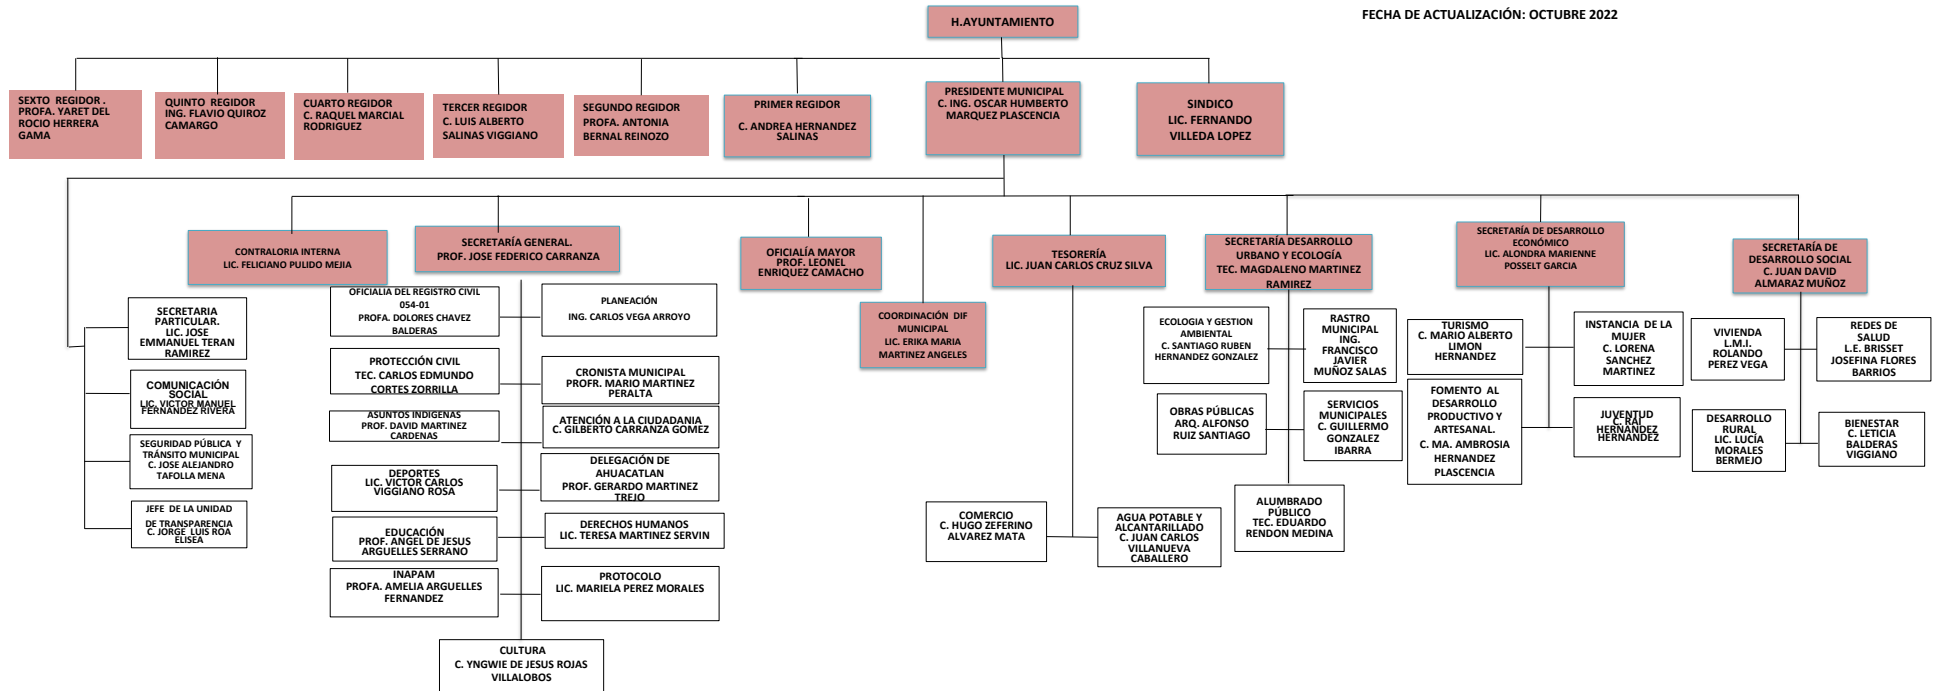 FECHA DE ACTUALIZACIÓN: OCTUBRE 2022
H.AYUNTAMIENTO
SEXTO REGIDOR .
PROFA. YARET DEL
ROCIO HERRERA
GAMA
QUINTO REGIDOR
ING. FLAVIO QUIROZ
CAMARGO
CUARTO REGIDOR
C. RAQUEL MARCIAL
RODRIGUEZ
TERCER REGIDOR
C. LUIS ALBERTO
SALINAS VIGGIANO
SEGUNDO REGIDOR
PROFA. ANTONIA
BERNAL REINOZO
PRIMER REGIDOR
C. ANDREA HERNANDEZ
SALINAS
PRESIDENTE MUNICIPAL
C. ING. OSCAR HUMBERTO
MARQUEZ PLASCENCIA
SINDICO
LIC. FERNANDO
VILLEDA LOPEZ
CONTRALORIA INTERNA
LIC. FELICIANO PULIDO MEJIA
SECRETARÍA GENERAL.
PROF. JOSE FEDERICO CARRANZA
OFICIALÍA MAYOR
PROF. LEONEL
ENRIQUEZ CAMACHO
COORDINACIÓN DIF
MUNICIPAL
LIC. ERIKA MARIA
MARTINEZ ANGELES
TESORERÍA
LIC. JUAN CARLOS CRUZ SILVA
SECRETARÍA DESARROLLO
URBANO Y ECOLOGÍA
TEC. MAGDALENO MARTINEZ
RAMIREZ
SECRETARÍA DE DESARROLLO
ECONÓMICO
LIC. ALONDRA MARIENNE
POSSELT GARCIA
SECRETARÍA DE
DESARROLLO SOCIAL
C. JUAN DAVID
ALMARAZ MUÑOZ
SECRETARIA
PARTICULAR.
LIC. JOSE
EMMANUEL TERAN
RAMIREZ
COMUNICACIÓN
SOCIAL
LIC. VICTOR MANUEL
FERNANDEZ RIVERA
SEGURIDAD PÚBLICA Y
TRÁNSITO MUNICIPAL
C. JOSE ALEJANDRO
TAFOLLA MENA
JEFE DE LA UNIDAD
DE TRANSPARENCIA
C. JORGE LUIS ROA
ELISEA
OFICIALIA DEL REGISTRO CIVIL
054-01
PROFA. DOLORES CHAVEZ
BALDERAS
PLANEACIÓN
ING. CARLOS VEGA ARROYO
PROTECCIÓN CIVIL
TEC. CARLOS EDMUNDO
CORTES ZORRILLA
CRONISTA MUNICIPAL
PROFR. MARIO MARTINEZ
PERALTA
ASUNTOS INDIGENAS
PROF. DAVID MARTINEZ
CARDENAS
ATENCIÓN A LA CIUDADANIA
C. GILBERTO CARRANZA GOMEZ
DEPORTES
LIC. VICTOR CARLOS
VIGGIANO ROSA
DELEGACIÓN DE
AHUACATLAN
PROF. GERARDO MARTINEZ
TREJO
EDUCACIÓN
PROF. ANGEL DE JESUS
ARGUELLES SERRANO
DERECHOS HUMANOS
LIC. TERESA MARTINEZ SERVIN
INAPAM
PROFA. AMELIA ARGUELLES
FERNANDEZ
PROTOCOLO
LIC. MARIELA PEREZ MORALES
CULTURA
C. YNGWIE DE JESUS ROJAS
VILLALOBOS
COMERCIO
C. HUGO ZEFERINO
ALVAREZ MATA
AGUA POTABLE Y
ALCANTARILLADO
C. JUAN CARLOS
VILLANUEVA
CABALLERO
ECOLOGIA Y GESTION
AMBIENTAL
C. SANTIAGO RUBEN
HERNANDEZ GONZALEZ
RASTRO
MUNICIPAL
ING.
FRANCISCO
JAVIER
MUÑOZ SALAS
OBRAS PÚBLICAS
ARQ. ALFONSO
RUIZ SANTIAGO
SERVICIOS
MUNICIPALES
C. GUILLERMO
GONZALEZ
IBARRA
ALUMBRADO
PÚBLICO
TEC. EDUARDO
RENDON MEDINA
TURISMO
C. MARIO ALBERTO
LIMON
HERNANDEZ
INSTANCIA DE LA
MUJER
C. LORENA
SANCHEZ
MARTINEZ
FOMENTO AL
DESARROLLO
PRODUCTIVO Y
ARTESANAL.
C. MA. AMBROSIA
HERNANDEZ
PLASCENCIA
JUVENTUD
C. RAI
HERNANDEZ
HERNANDEZ
VIVIENDA
L.M.I.
ROLANDO
PEREZ VEGA
REDES DE
SALUD
L.E. BRISSET
JOSEFINA FLORES
BARRIOS
DESARROLLO
RURAL
LIC. LUCÍA
MORALES
BERMEJO
BIENESTAR
C. LETICIA
BALDERAS
VIGGIANO